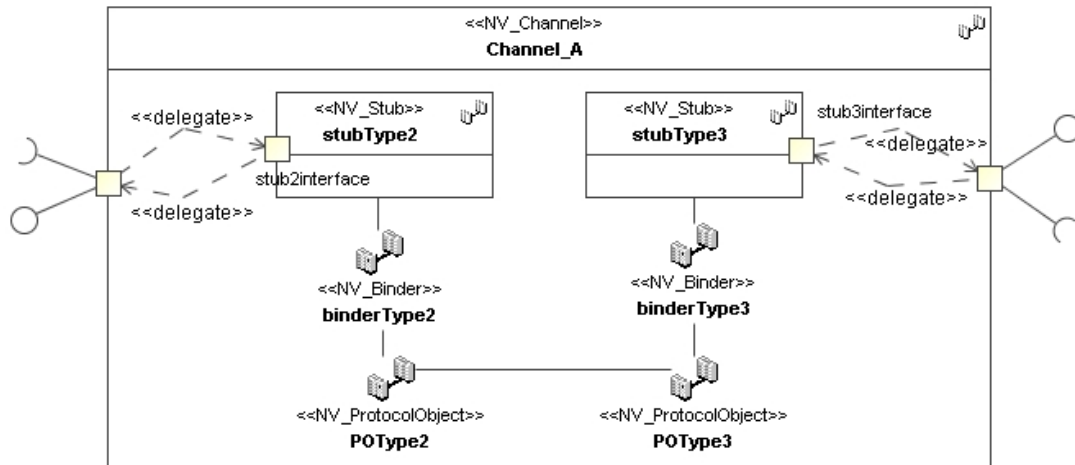 <<NV_Channel>>
Channel_A
<<NV_Stub>>
stubType2
<<NV_Stub>>
stubType3
<<delegate>>
stub2interface
<<delegate>>
stub3interface
<<delegate>>
<<delegate>>
<<NV_Binder>>
binderType2
<<NV_Binder>>
binderType3
<<NV_ProtocolObject>>
POType2
<<NV_ProtocolObject>>
POType3